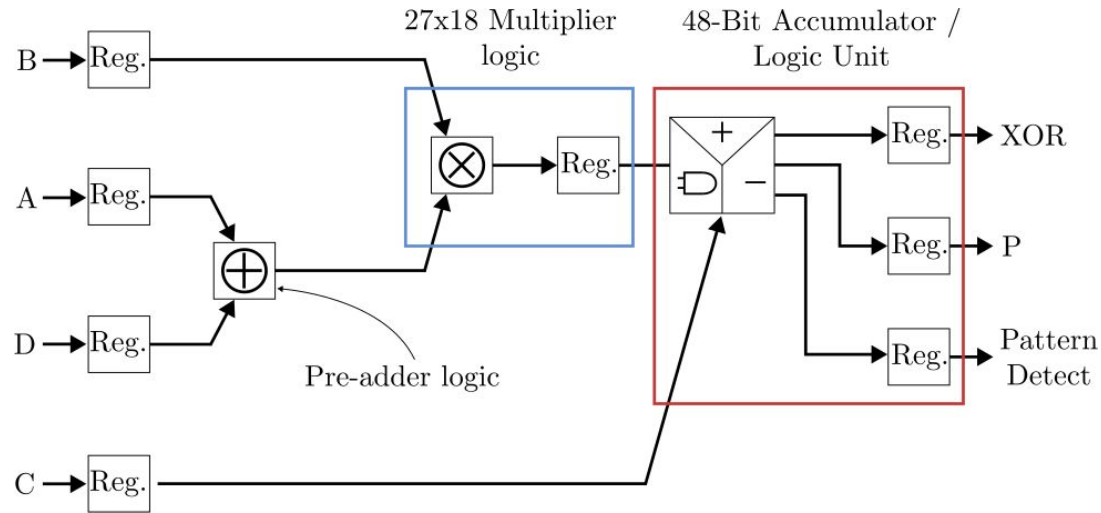 27x18 Multiplier
logic
48-Bit Accumulator /
Logic Unit
B
Reg.
A
Reg.
D
Reg.
C
Reg.
Pre-adder logic
Reg.
+
−
Reg.
XOR
Reg.
P
Reg.
Pattern
Detect